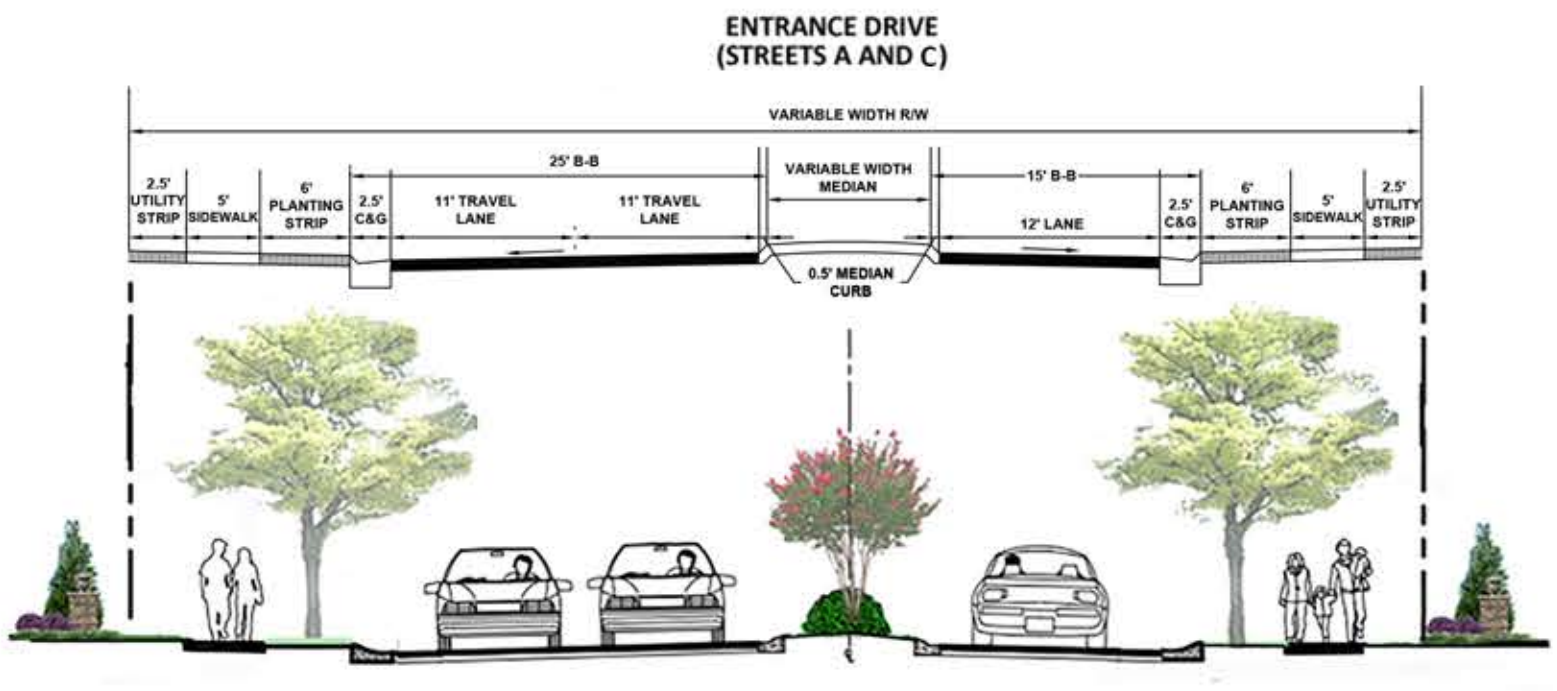 ENTRANCE DRIVE
(STREETS A AND C)
VARIABLE WIDTH R/W
25' B-B
VARIABLE WIDTH
MEDIAN
15' B-B
2.5'
UTILITY
STRIP
5'
SIDEWALK
6'
PLANTING
STRIP
2.5'
C&G
11' TRAVEL
LANE
11' TRAVEL
LANE
12' LANE
2.5'
C&G
6'
PLANTING
STRIP
5'
SIDEWALK
2.5'
UTILITY
STRIP
0.5' MEDIAN
CURB